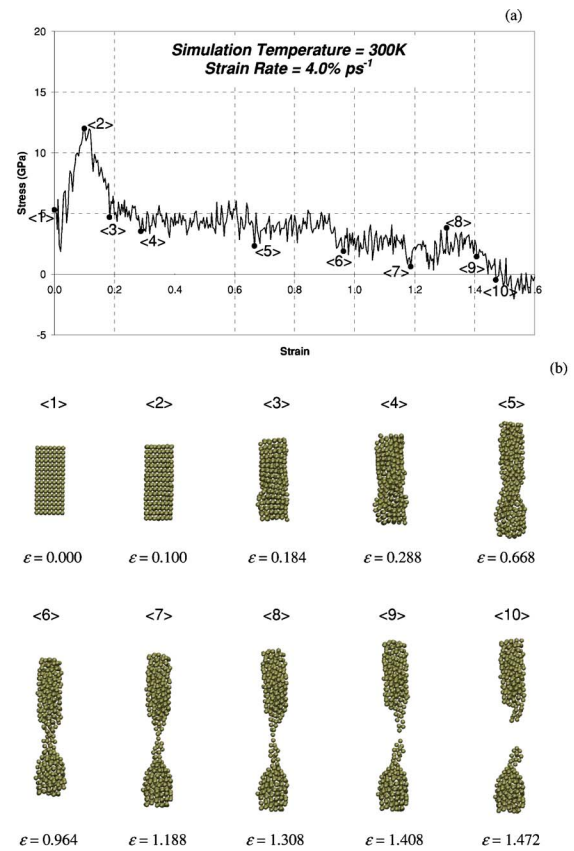 (a)
20
Simulation Temperature = 300K
Strain Rate = 4.0% ps-1
15
<2>
10
Stress (GPa)
5
<1>
<3>
<4>
<5>
<6>
<7>
<8>
<9>
<10>
0
0.0 0.2 0.4 0.6 0.8 1.0 1.2 1.4 1.6
-5
Strain
(b)
<1> <2> <3> <4> <5>
ε = 0.000 ε = 0.100 ε = 0.184 ε = 0.288 ε = 0.668
<6> <7> <8> <9> <10>
ε = 0.964 ε = 1.188 ε = 1.308 ε = 1.408 ε = 1.472